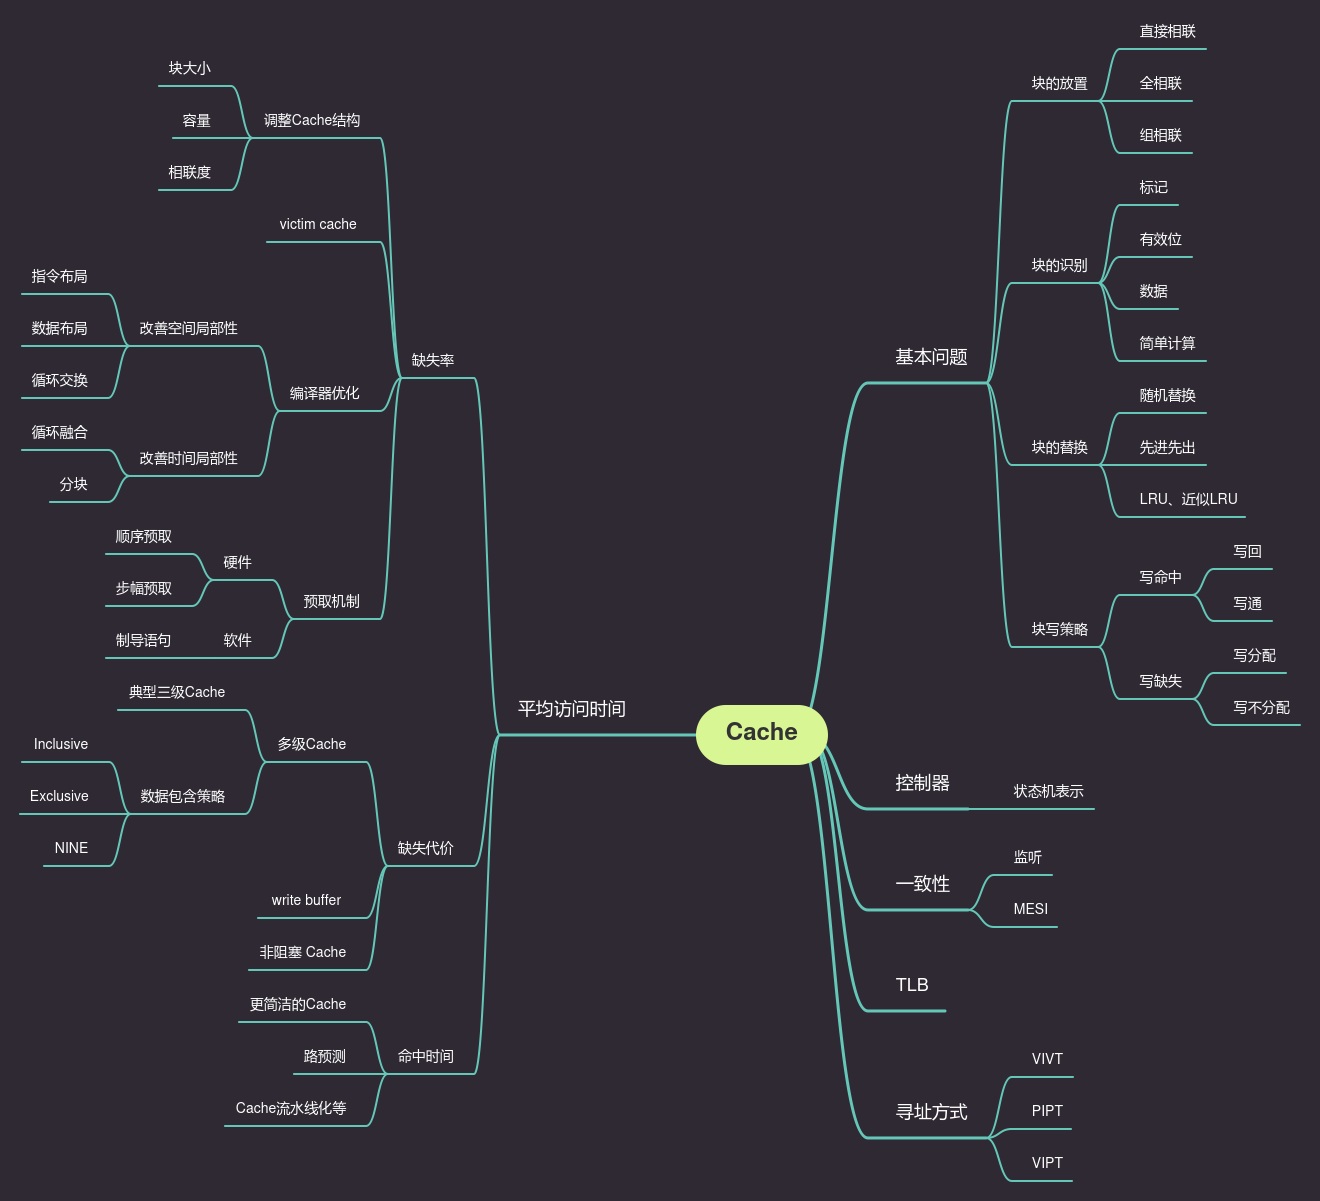 Cache
基本问题
块的放置
直接相联
全相联
组相联
块的识别
标记
有效位
数据
简单计算
块的替换
随机替换
先进先出
LRU、近似LRU
块写策略
写命中
写回
写通
写缺失
写分配
写不分配
控制器
状态机表示
一致性
监听
MESI
TLB
寻址方式
VIVT
PIPT
VIPT
平均访问时间
缺失率
调整Cache结构
块大小
容量
相联度
victim cache
编译器优化
改善空间局部性
指令布局
数据布局
循环交换
改善时间局部性
循环融合
分块
预取机制
硬件
顺序预取
步幅预取
软件
制导语句
缺失代价
多级Cache
典型三级Cache
数据包含策略
Inclusive
Exclusive
NINE
write buffer
非阻塞 Cache
命中时间
更简洁的Cache
路预测
Cache流水线化等